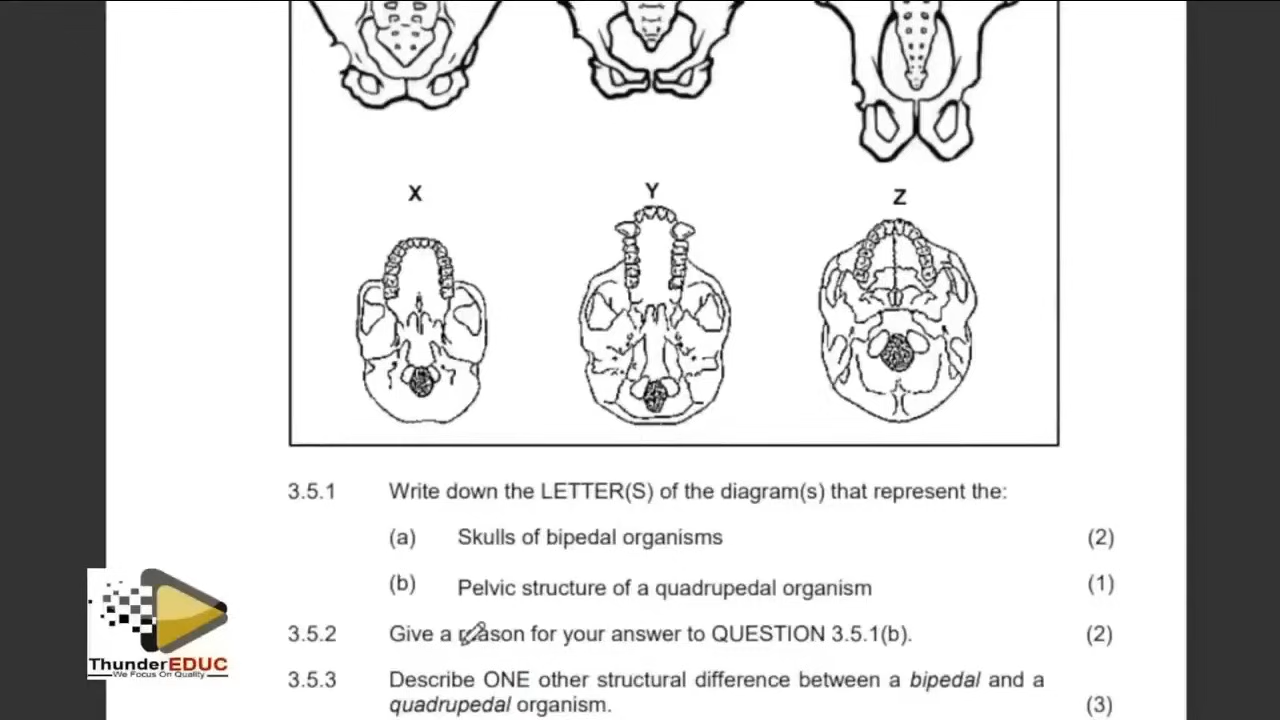 X
Y
Z
3.5.1 Write down the LETTER(S) of the diagram(s) that represent the:
(a) Skulls of bipedal organisms (2)
(b) Pelvic structure of a quadrupedal organism (1)
3.5.2 Give a reason for your answer to QUESTION 3.5.1(b). (2)
3.5.3 Describe ONE other structural difference between a bipedal and a
quadrupedal organism. (3)
ThunderEDUC
We Focus On Quality